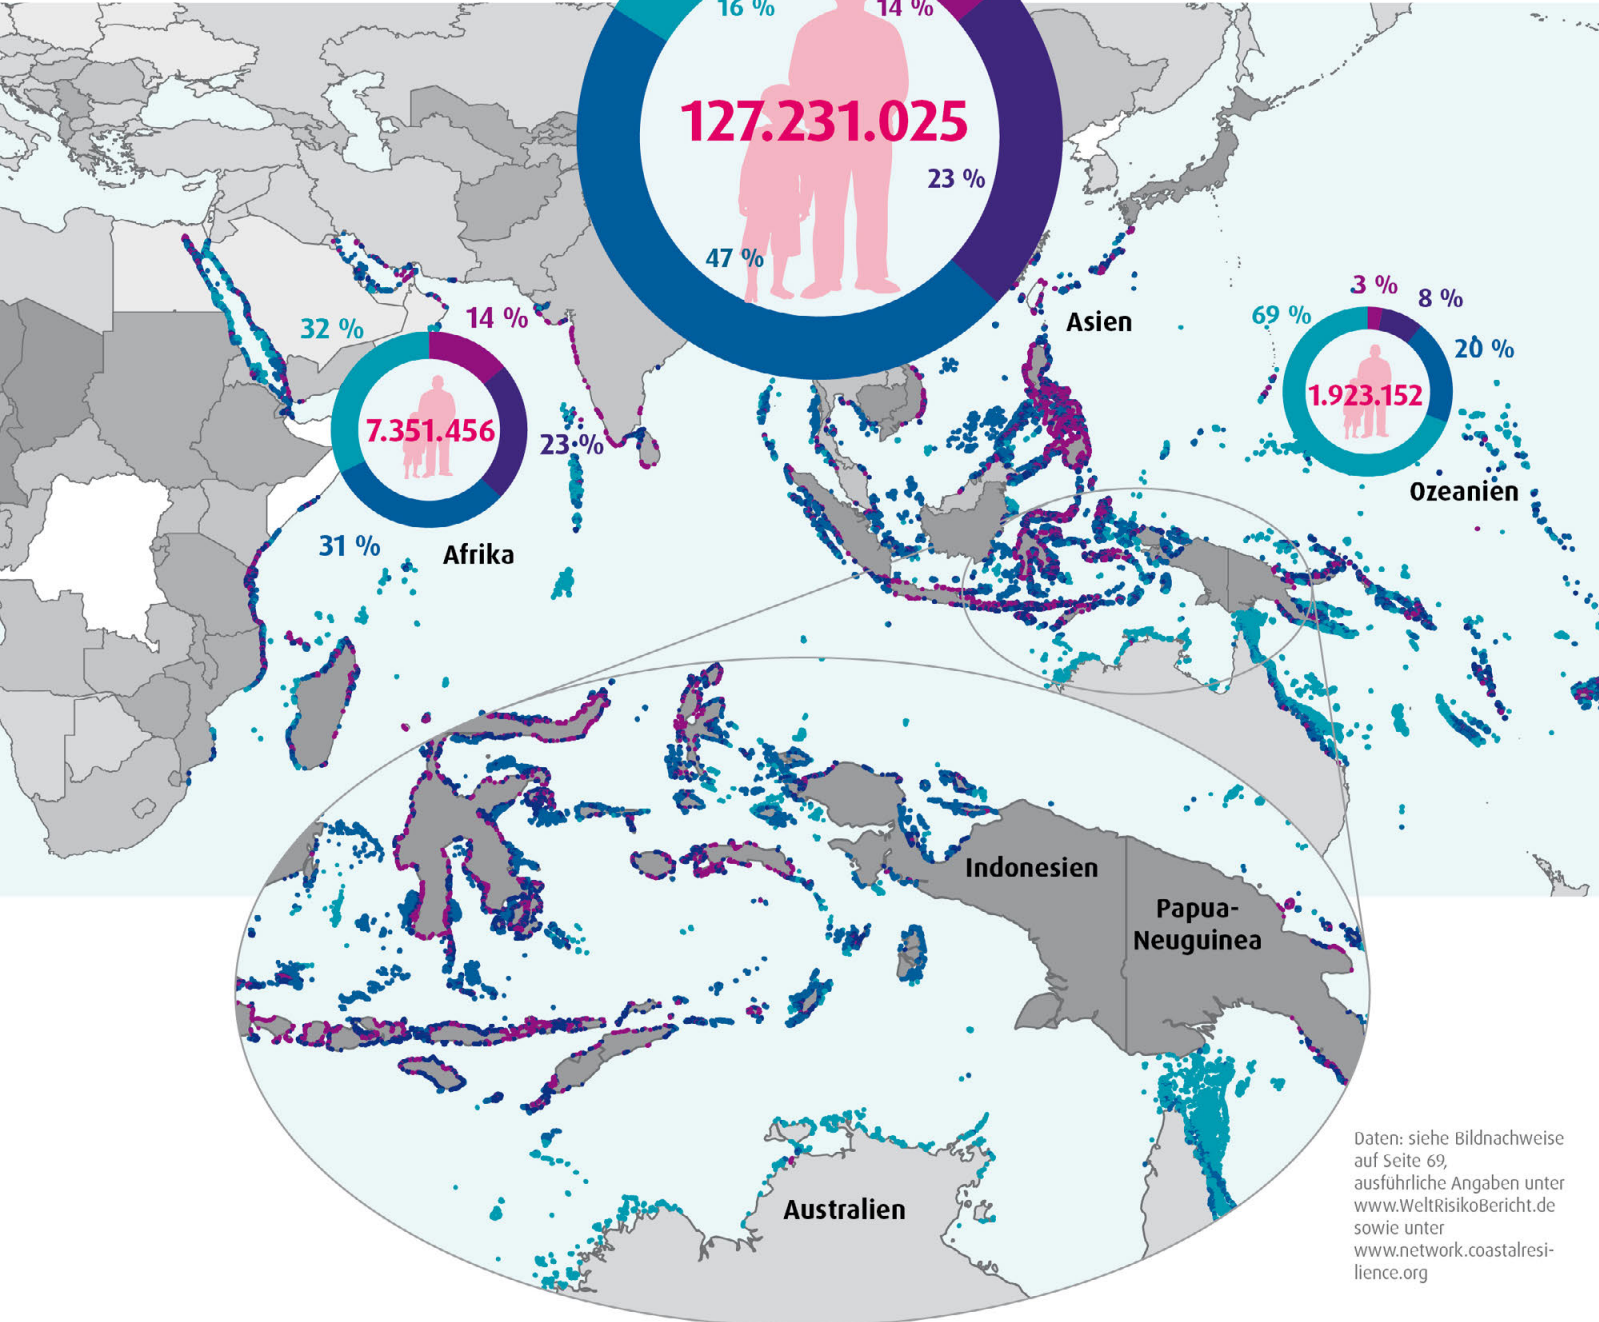 16 %
14 %
127.231.025
23 %
47 %
Asien
3 %
8 %
69 %
20 %
1.923.152
Ozeanien
32 %
14 %
7.351.456
23 %
31 %
Afrika
Indonesien
Papua-
Neuguinea
Australien
Daten: siehe Bildnachweise
auf Seite 69,
ausführliche Angaben unter
www.WeltRisikoBericht.de
sowie unter
www.network.coastalresi-
lience.org